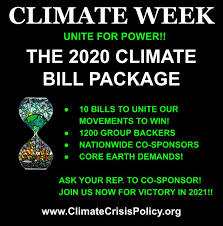 CLIMATE WEEK
UNITE FOR POWER!!
THE 2020 CLIMATE
BILL PACKAGE
• 10 BILLS TO UNITE OUR
MOVEMENTS TO WIN!
• 1200 GROUP BACKERS
• NATIONWIDE CO-SPONSORS
• CORE EARTH DEMANDS!
ASK YOUR REP. TO CO-SPONSOR!
JOIN US NOW FOR VICTORY IN 2021!!
www.ClimateCrisisPolicy.org